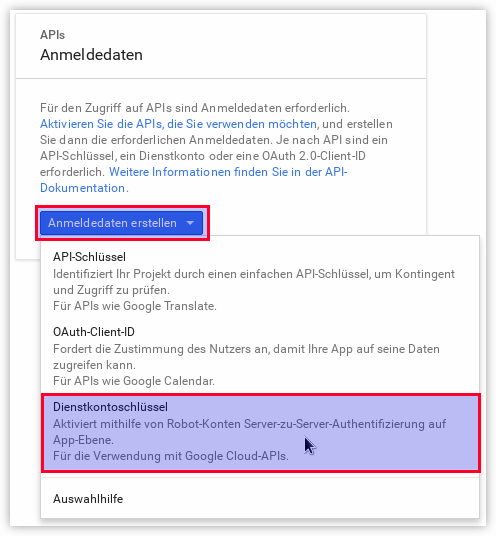 APIs
Anmeldedaten
Für den Zugriff auf APIs sind Anmeldedaten erforderlich.
Aktivieren Sie die APIs, die Sie verwenden möchten, und erstellen
Sie dann die erforderlichen Anmeldedaten. Je nach API sind ein
API-Schlüssel, ein Dienstkonto oder eine OAuth 2.0-Client-ID
erforderlich. Weitere Informationen finden Sie in der API-
Dokumentation.
Anmeldedaten erstellen
API-Schlüssel
Identifiziert Ihr Projekt durch einen einfachen API-Schlüssel, um Kontingent
und Zugriff zu prüfen.
Für APIs wie Google Translate.
OAuth-Client-ID
Fordert die Zustimmung des Nutzers an, damit Ihre App auf seine Daten
zugreifen kann.
Für APIs wie Google Calendar.
Dienstkontoschlüssel
Aktiviert mithilfe von Robot-Konten Server-zu-Server-Authentifizierung auf
App-Ebene.
Für die Verwendung mit Google Cloud-APIs.
Auswahlhilfe